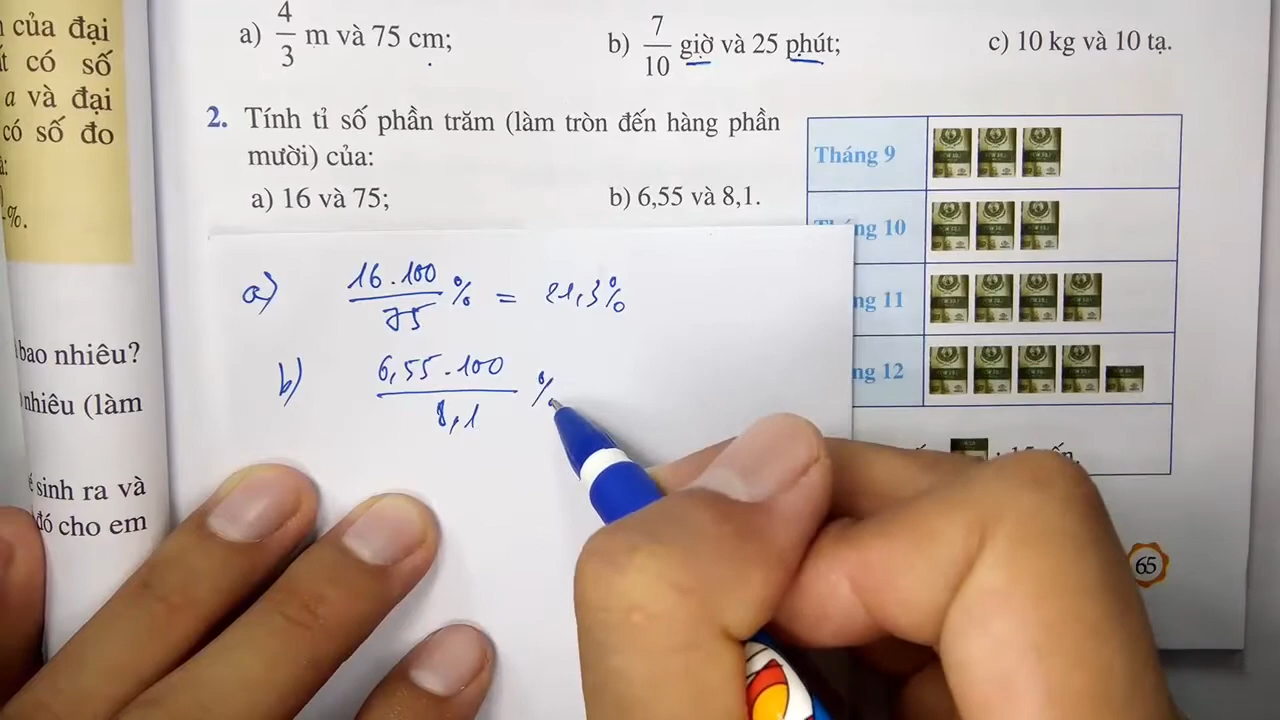 của đại
có số
a và đại
có số đo
%.
bao nhiêu?
nhiêu (làm
sinh ra và
đó cho em
a) 4/3 m và 75 cm;
b) 7/10 giờ và 25 phút;
c) 10 kg và 10 tạ.
2. Tính tỉ số phần trăm (làm tròn đến hàng phần
mười) của:
a) 16 và 75;
b) 6,55 và 8,1.
a) 16.100/75 % = 21,3%
b) 6,55.100/8,1 %
Tháng 9
ng 10
ng 11
ng 12
65